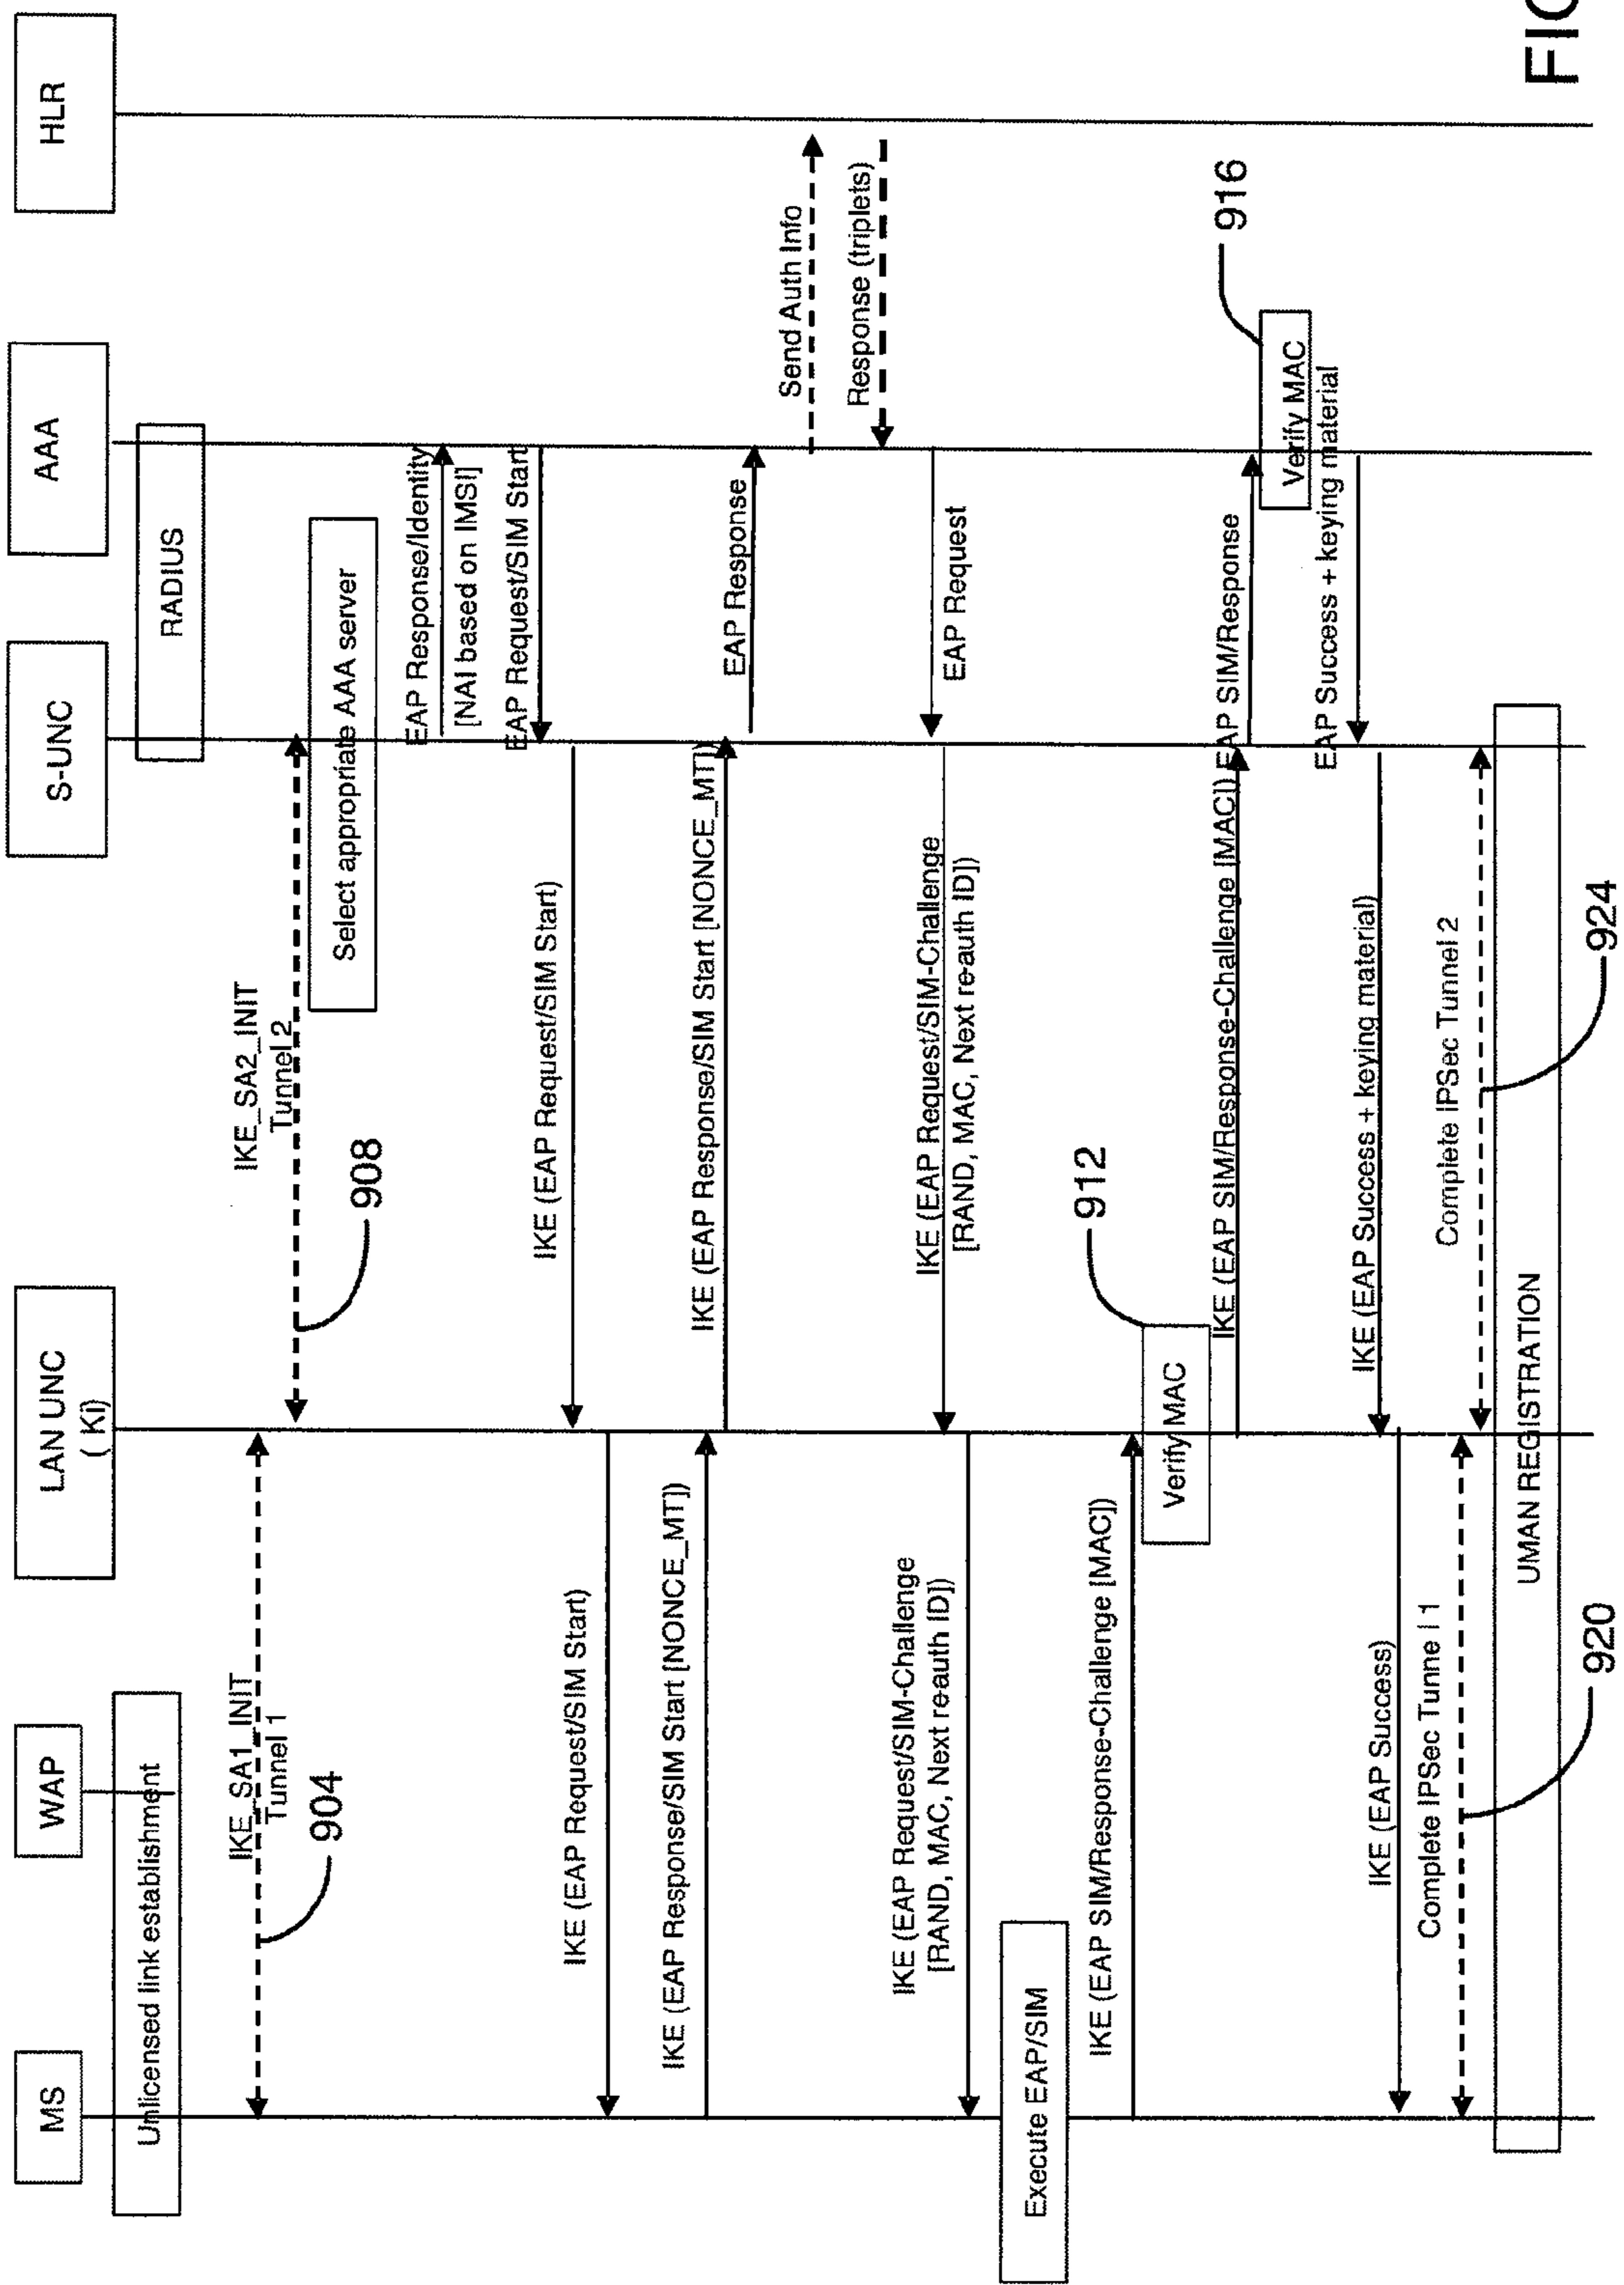 MS
WAP
LAN UNC
( Ki)
S-UNC
AAA
HLR
Unlicensed link establishment
RADIUS
IKE_SA1_INIT
Tunnel 1
904
IKE_SA2_INIT
Tunnel 2
908
Select appropriate AAA server
EAP Response/Identity
[NAI based on IMSI]
EAP Request/SIM Start
IKE (EAP Request/SIM Start)
IKE (EAP Request/SIM Start)
IKE (EAP Response/SIM Start [NONCE_MT])
IKE (EAP Response/SIM Start [NONCE_MT])
EAP Response
Send Auth Info
Response (triplets)
EAP Request
IKE (EAP Request/SIM-Challenge
[RAND, MAC, Next re-auth ID])
IKE (EAP Request/SIM-Challenge
[RAND, MAC, Next re-auth ID])
Execute EAP/SIM
IKE (EAP SIM/Response-Challenge [MAC])
Verify MAC
912
IKE (EAP SIM/Response-Challenge [MAC])
EAP SIM/Response
Verify MAC
916
EAP Success + keying material
IKE (EAP Success + keying material)
IKE (EAP Success)
Complete IPSec Tunne l 1
Complete IPSec Tunnel 2
UMAN REGISTRATION
920
924